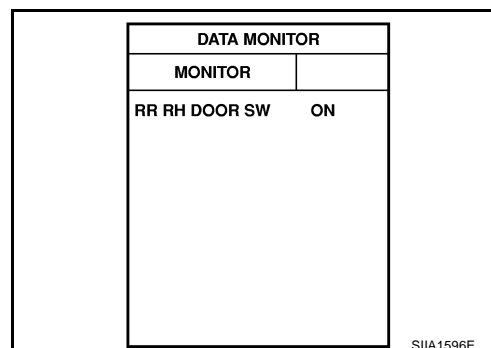 DATA MONITOR
MONITOR
RR RH DOOR SW ON
SIIA1596E